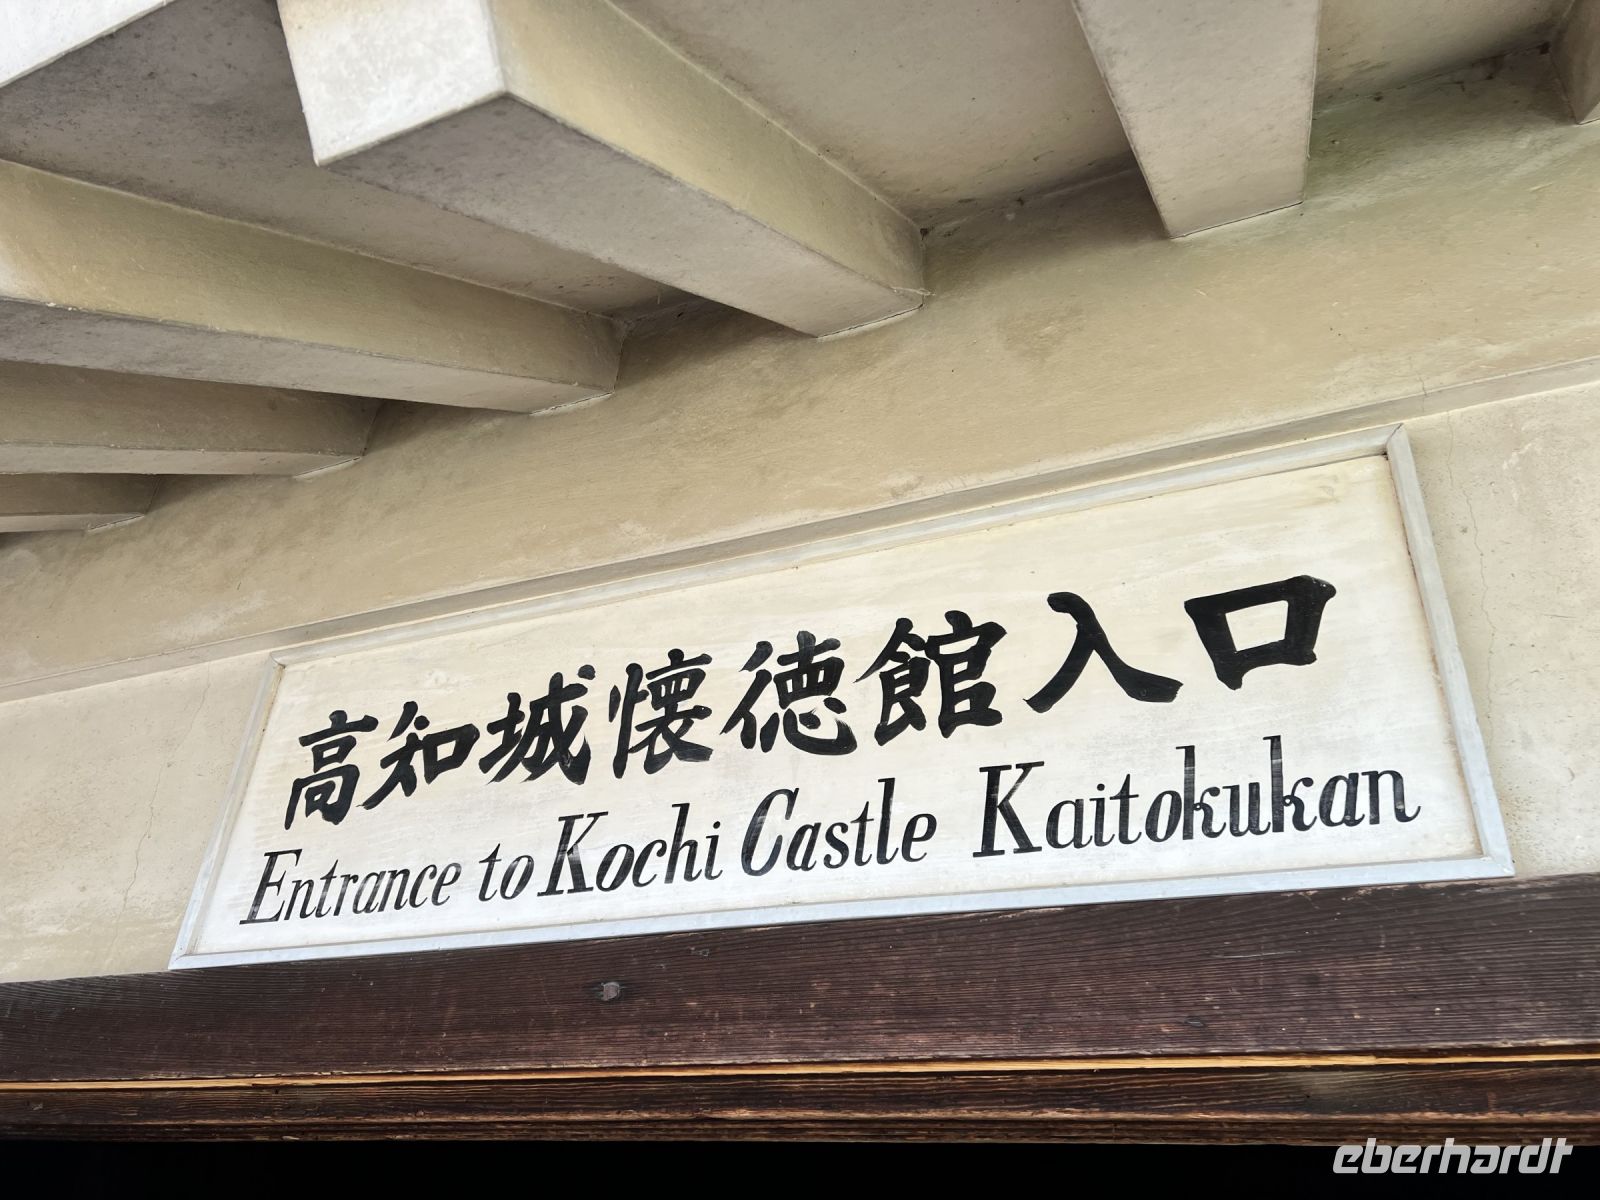 高知城懐徳館入口
Entrance to Kochi Castle Kaitokukan
eberhardt